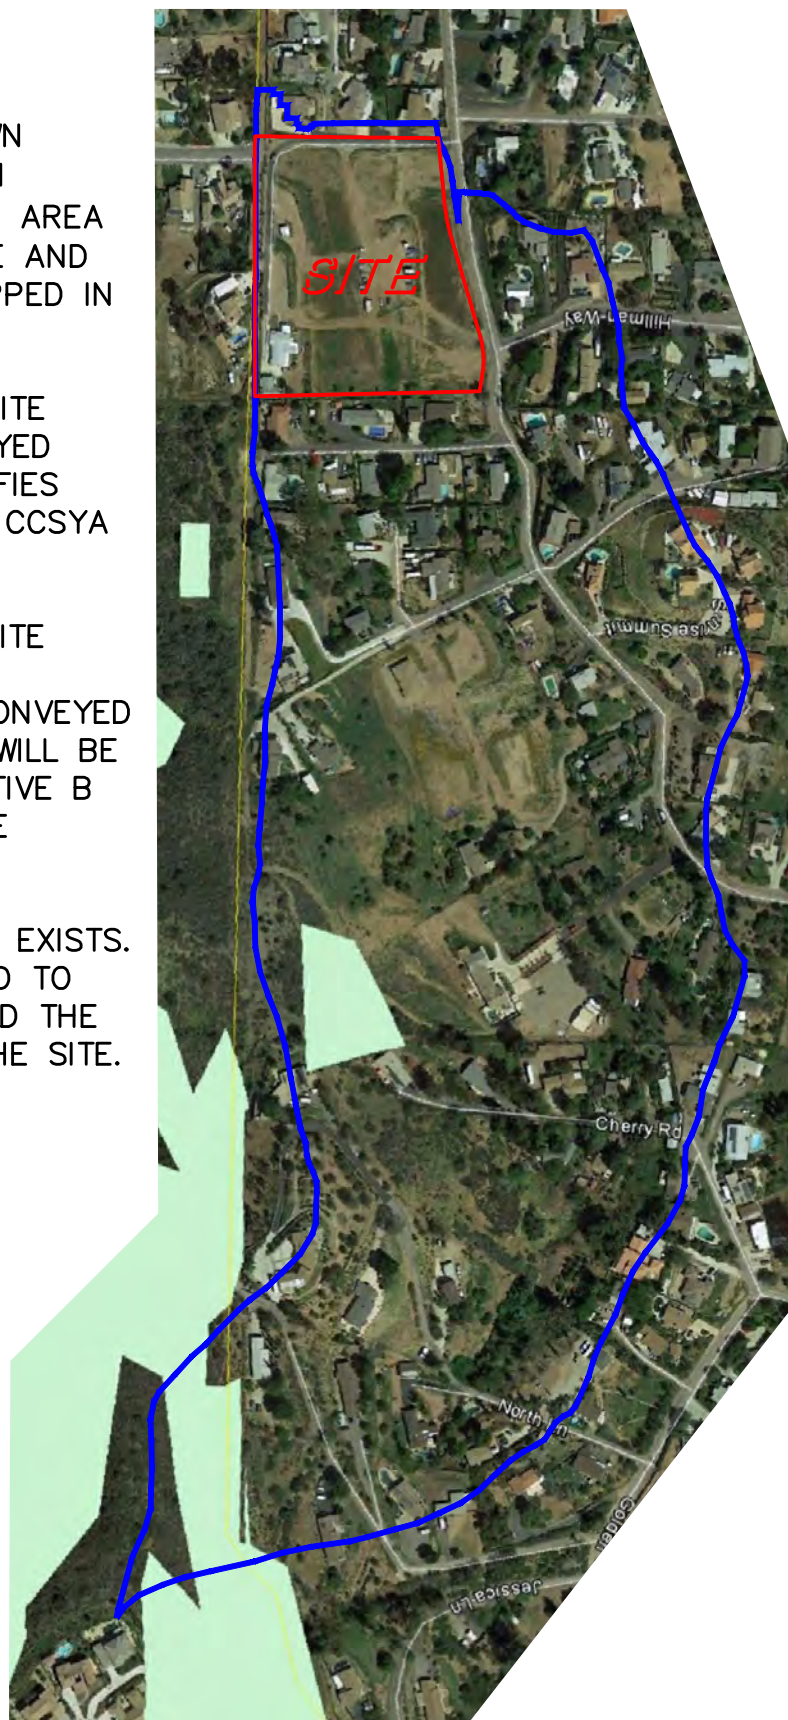 AREA
AND
PPED IN
ITE
YED
FIES
CCSYA
ITE
ONVEYED
WILL BE
TIVE B
EXISTS.
TO
D THE
HE SITE.
SITE
Hillman Way
Summit
Cherry Rd
North Ln
Golden
Jessica Ln